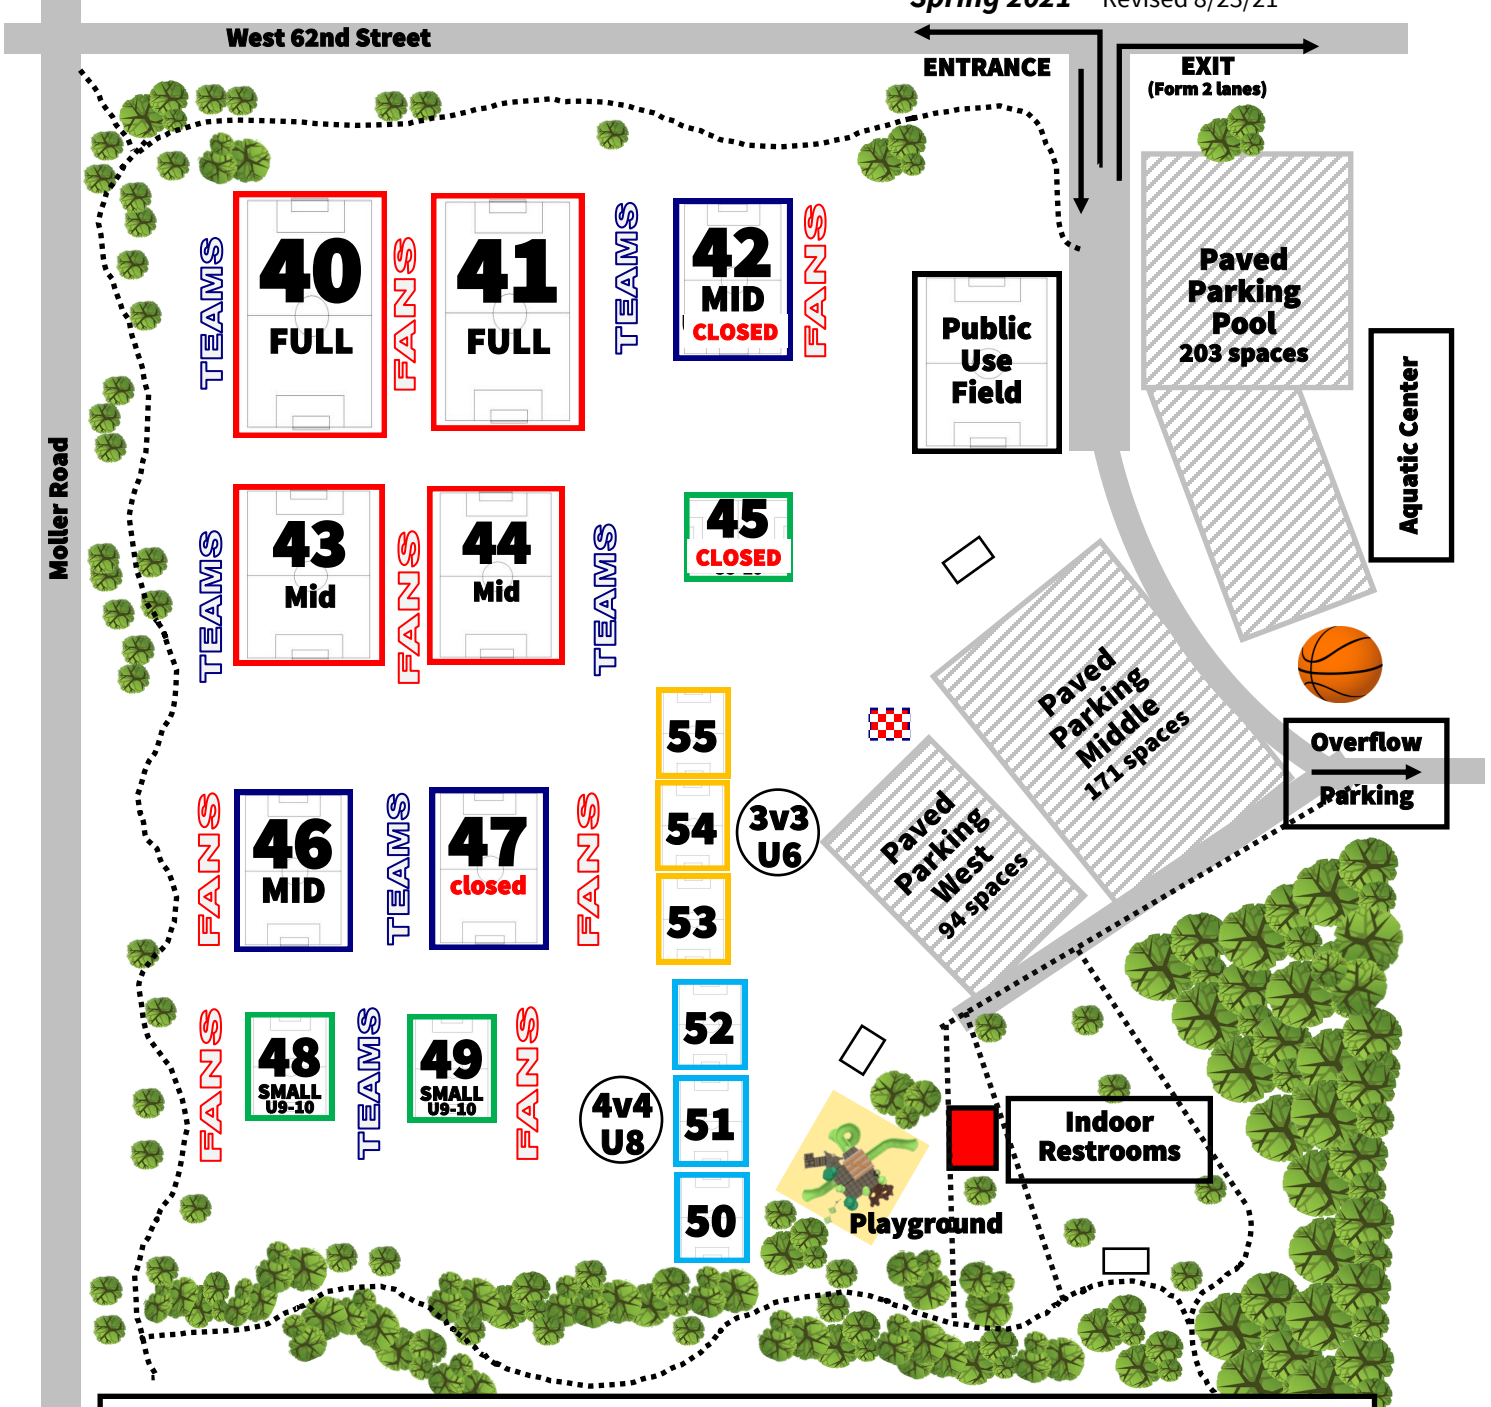 Spring 2021 Revised 8/23/21
West 62nd Street
ENTRANCE
EXIT
(Form 2 lanes)
Moller Road
TEAMS
40
FULL
FANS
41
FULL
TEAMS
42
MID
CLOSED
FANS
Public
Use
Field
Paved
Parking
Pool
203 spaces
Aquatic Center
TEAMS
43
Mid
FANS
44
Mid
TEAMS
45
CLOSED
55
54
53
3v3
U6
Paved
Parking
Middle
171 spaces
Paved
Parking
West
94 spaces
Overflow
Parking
FANS
46
MID
TEAMS
47
closed
FANS
FANS
48
SMALL
U9-10
TEAMS
49
SMALL
U9-10
FANS
52
51
50
4v4
U8
Indoor
Restrooms
Playground